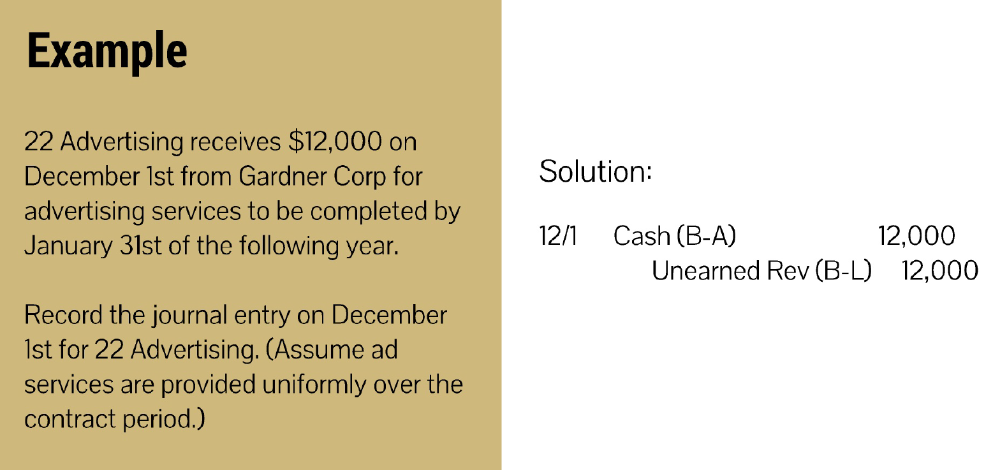 Example
22 Advertising receives $12,000 on
December 1st from Gardner Corp for
advertising services to be completed by
January 31st of the following year.
Record the journal entry on December
1st for 22 Advertising. (Assume ad
services are provided uniformly over the
contract period.)
Solution:
12/1 Cash (B-A) 12,000
Unearned Rev (B-L) 12,000